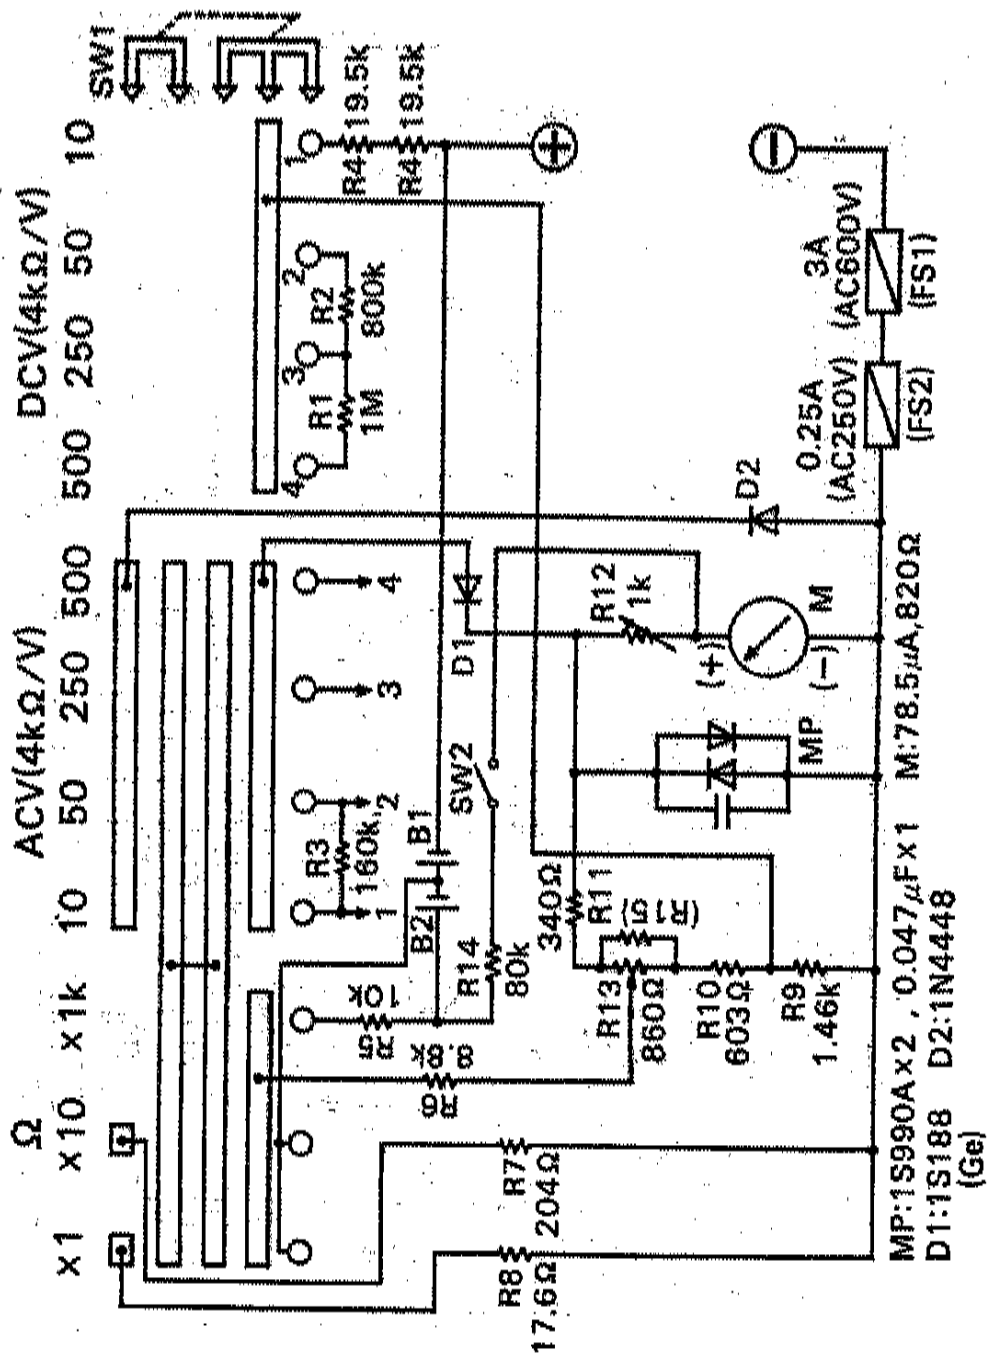 Ω ACV(4kΩ/V) DCV(4kΩ/V)
x1 x10 x1k 10 50 250 500 500 250 50 10
SW1
1
2
3
4
4
3
2
1
R3
160k
R1
1M
R2
800k
R4 19.5k
R4 19.5k
R5
10k
R6
8.8k
B2
B1
SW2
R14
80k
D1
D2
R7
204Ω
R8
17.6Ω
R13
860Ω
(R15)
R11
340Ω
R10
603Ω
R9
1.46k
R12
1k
MP
(+)
(−)
M
+
−
0.25A
(AC250V)
(FS2)
3A
(AC600V)
(FS1)
MP:1S990A×2 , 0.047μF×1 M:78.5μA,820Ω
D1:1S188 D2:1N4448
(Ge)